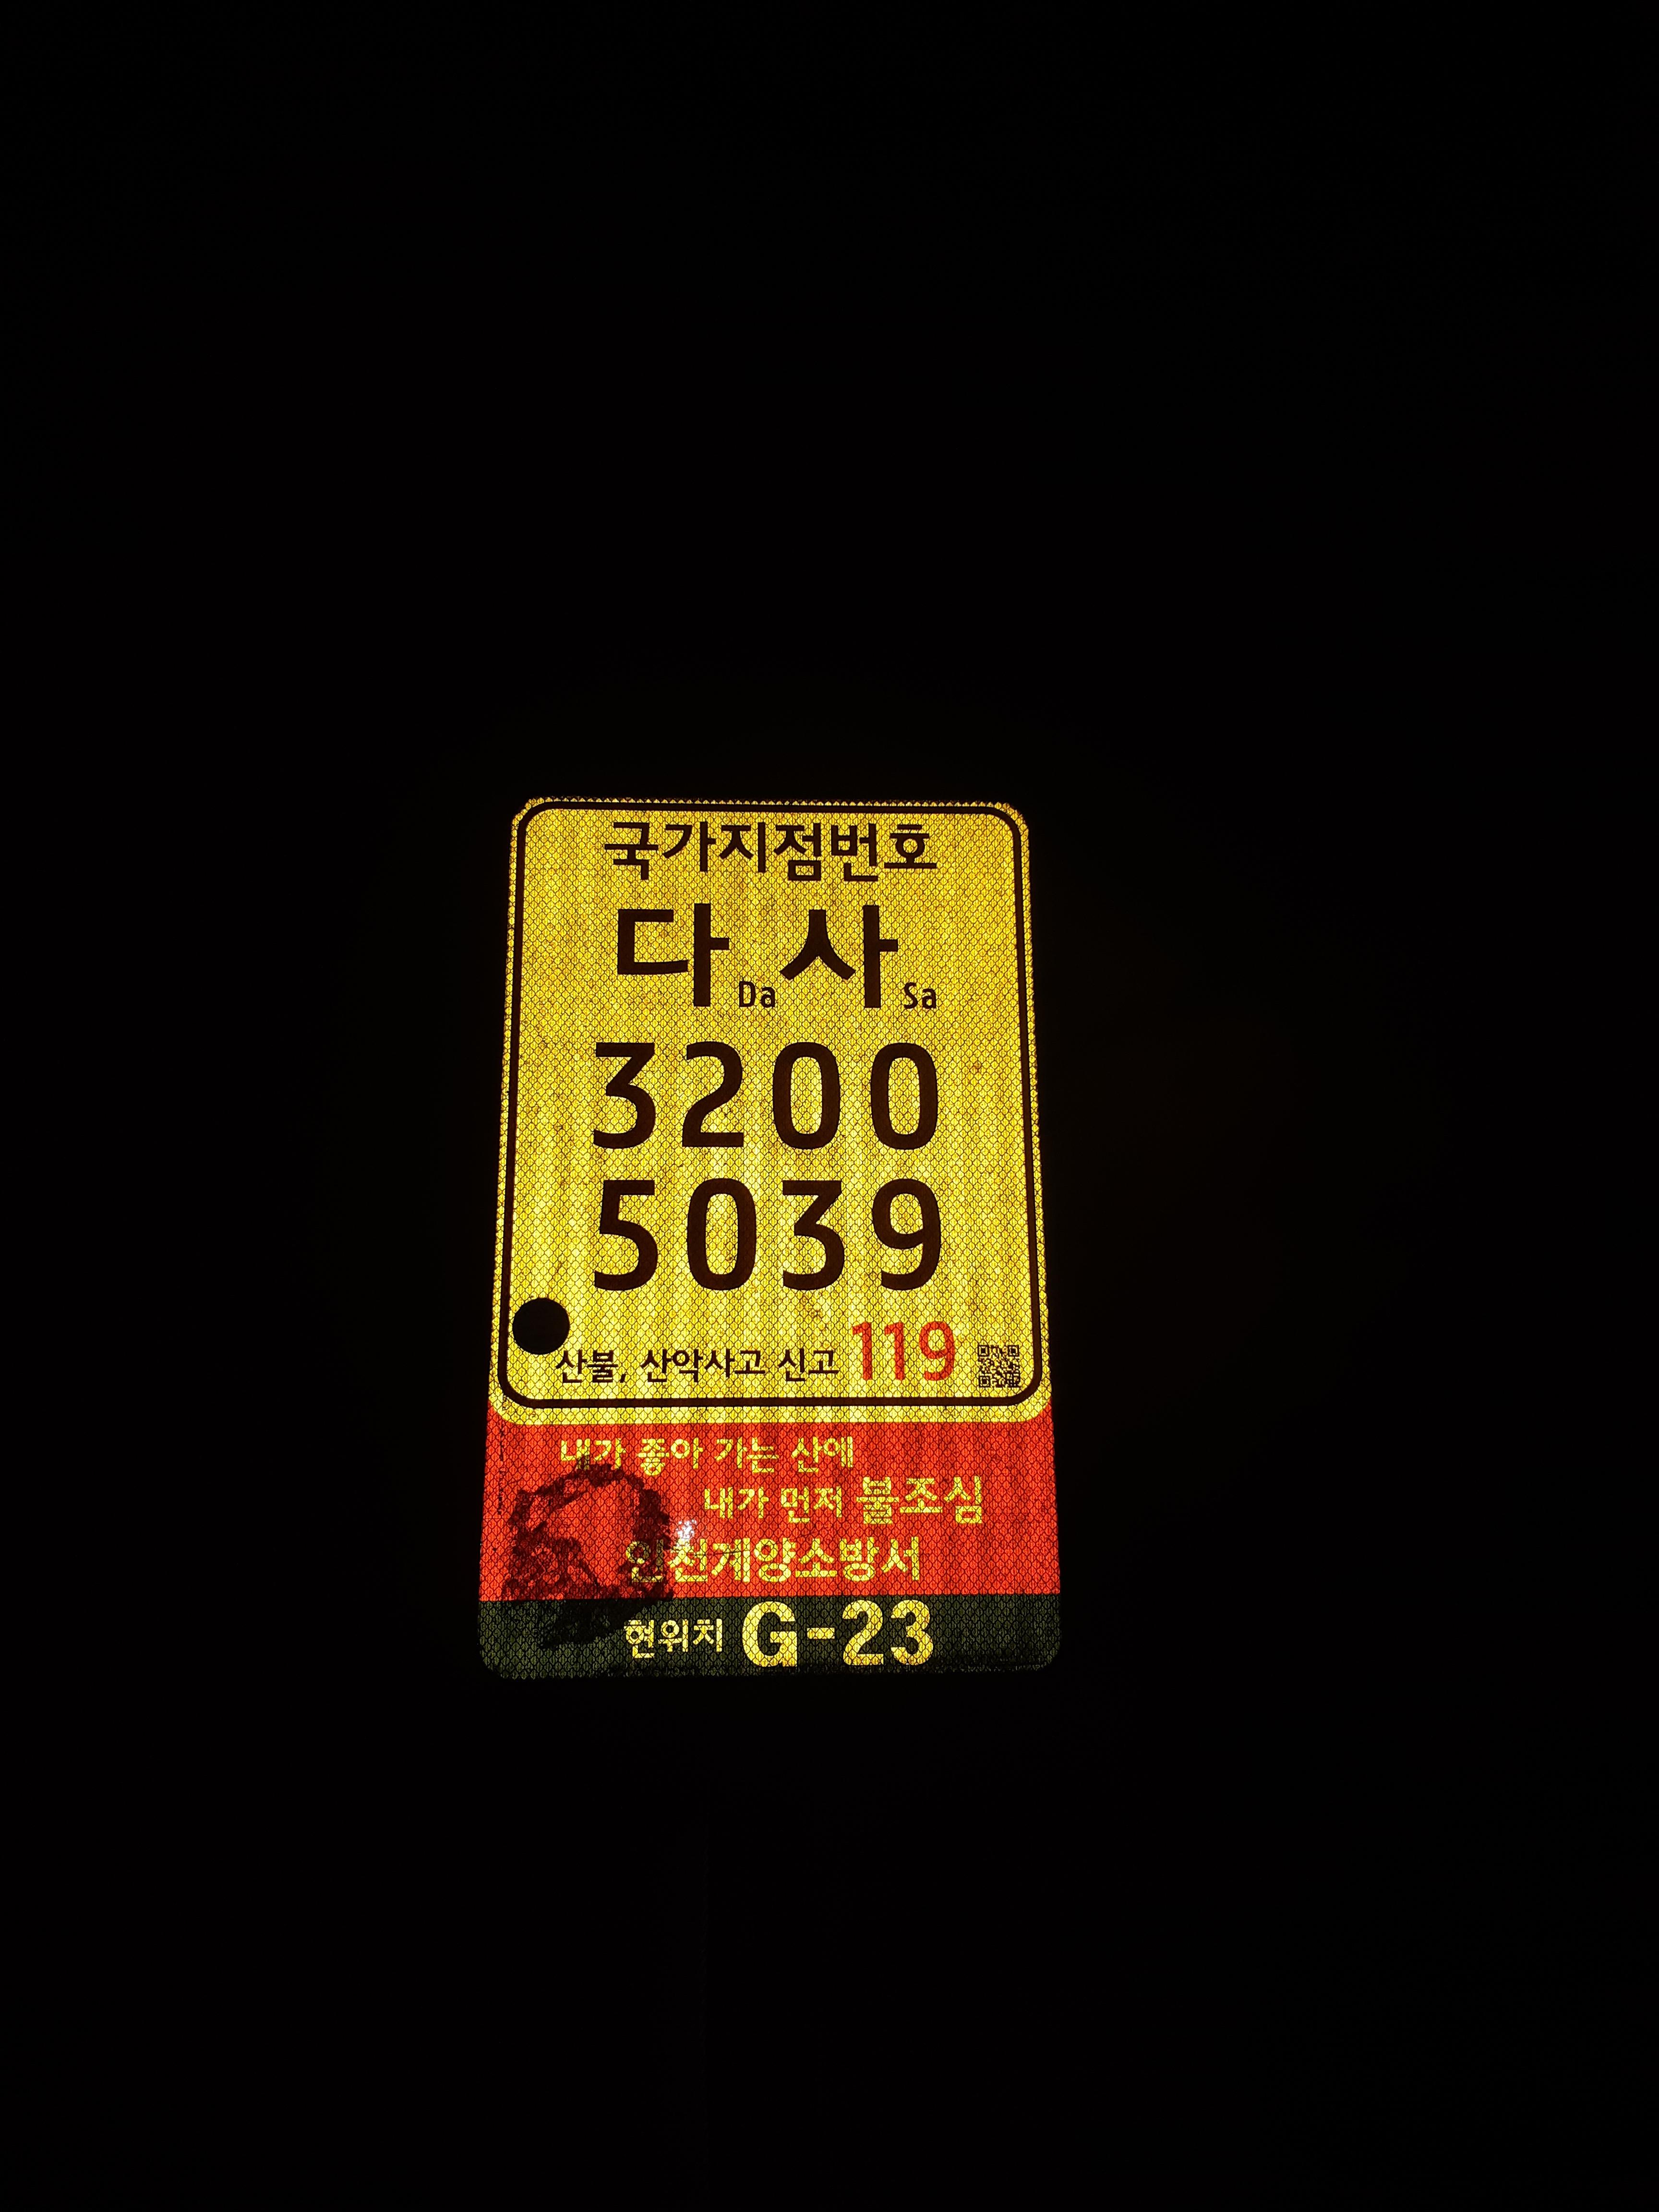 국가지점번호
다 Da 사 Sa
3200
5039
산불, 산악사고 신고 119
내가 좋아 가는 산에
내가 먼저 불조심
인천계양소방서
현위치 G-23